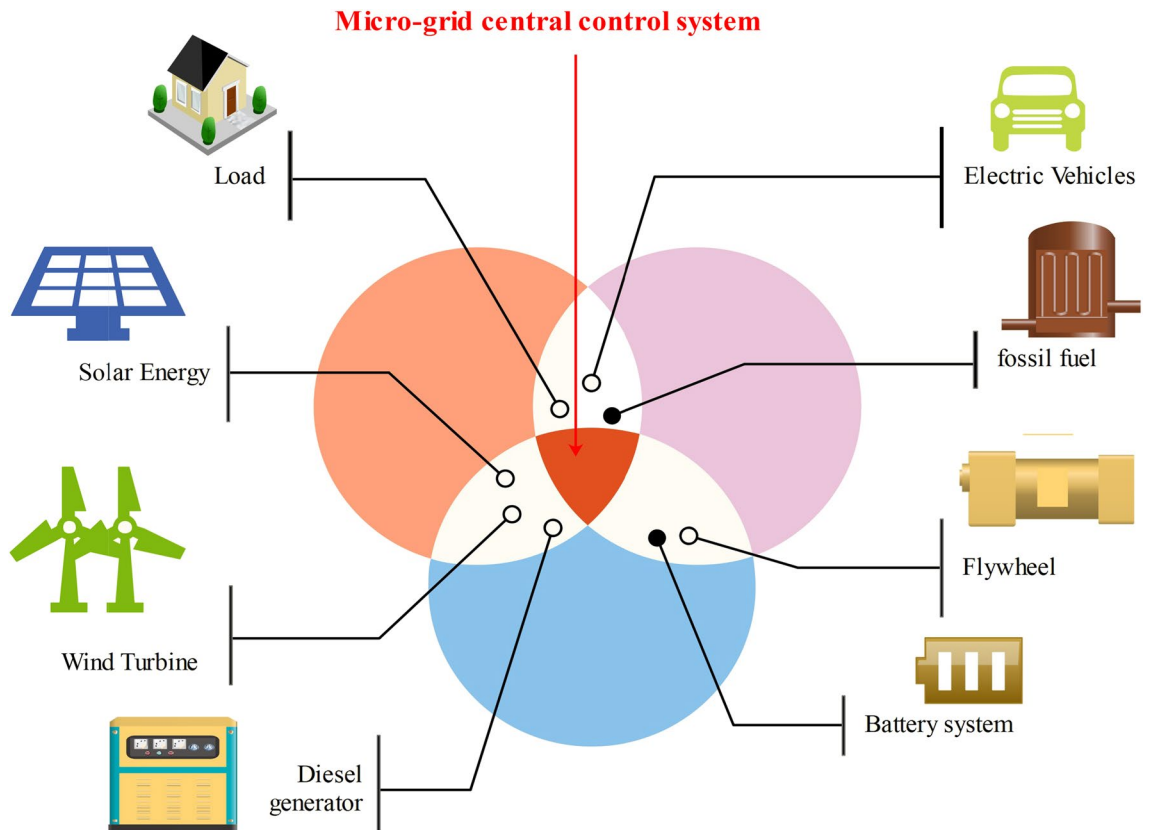 Micro-grid central control system
Load
Electric Vehicles
Solar Energy
fossil fuel
Wind Turbine
Flywheel
Battery system
Diesel
generator